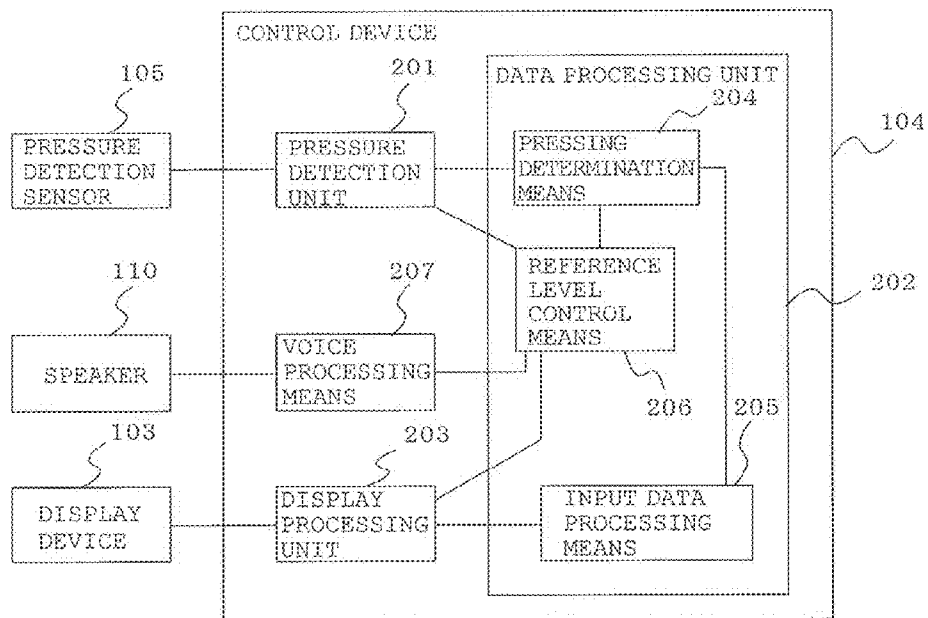 CONTROL DEVICE
105
201
DATA PROCESSING UNIT
204
104
PRESSURE
DETECTION
SENSOR
PRESSURE
DETECTION
UNIT
PRESSING
DETERMINATION
MEANS
110
207
REFERENCE
LEVEL
CONTROL
MEANS
202
SPEAKER
VOICE
PROCESSING
MEANS
206
205
103
203
DISPLAY
DEVICE
DISPLAY
PROCESSING
UNIT
INPUT DATA
PROCESSING
MEANS